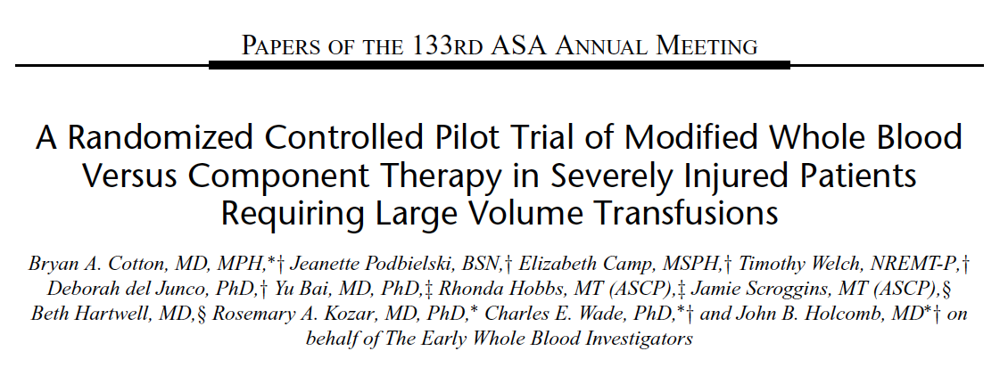 PAPERS OF THE 133RD ASA ANNUAL MEETING
A Randomized Controlled Pilot Trial of Modified Whole Blood
Versus Component Therapy in Severely Injured Patients
Requiring Large Volume Transfusions
Bryan A. Cotton, MD, MPH,*† Jeanette Podbielski, BSN,† Elizabeth Camp, MSPH,† Timothy Welch, NREMT-P,†
Deborah del Junco, PhD,† Yu Bai, MD, PhD,‡ Rhonda Hobbs, MT (ASCP),‡ Jamie Scroggins, MT (ASCP),§
Beth Hartwell, MD,§ Rosemary A. Kozar, MD, PhD,* Charles E. Wade, PhD,*† and John B. Holcomb, MD*† on
behalf of The Early Whole Blood Investigators